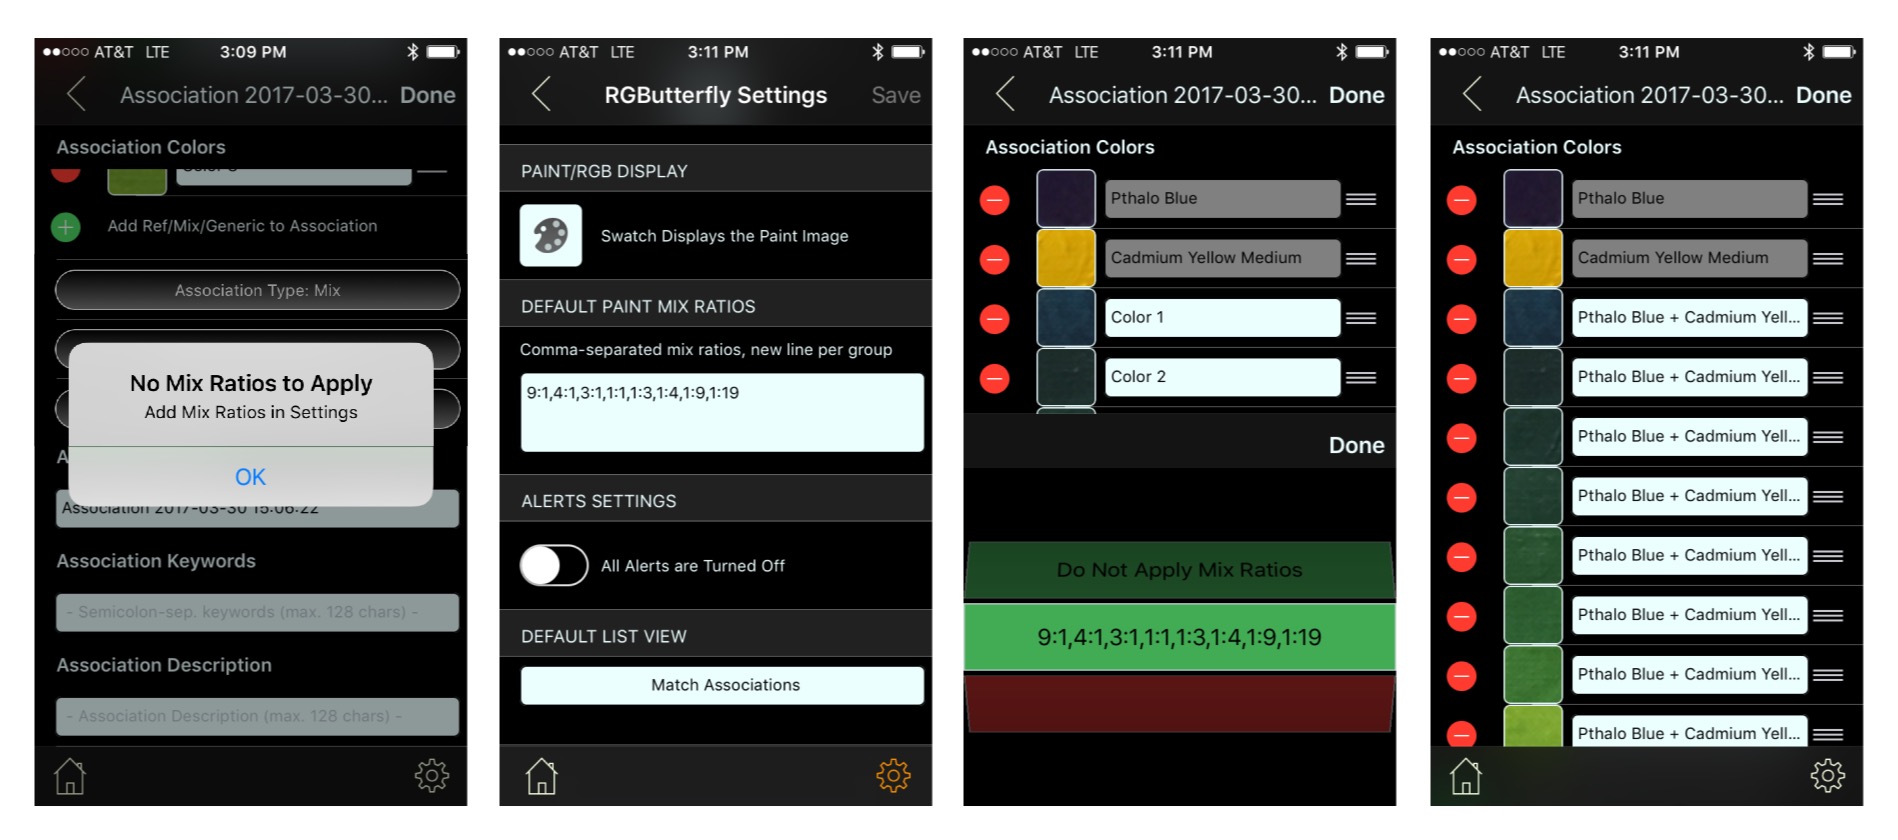 AT&T LTE 3:09 PM
Association 2017-03-30... Done
Association Colors
Add Ref/Mix/Generic to Association
Association Type: Mix
No Mix Ratios to Apply
Add Mix Ratios in Settings
OK
A
Association 2017-03-30 15:06:22
Association Keywords
- Semicolon-sep. keywords (max. 128 chars) -
Association Description
- Association Description (max. 128 chars) -
AT&T LTE 3:11 PM
RGButterfly Settings Save
PAINT/RGB DISPLAY
Swatch Displays the Paint Image
DEFAULT PAINT MIX RATIOS
Comma-separated mix ratios, new line per group
9:1,4:1,3:1,1:1,1:3,1:4,1:9,1:19
ALERTS SETTINGS
All Alerts are Turned Off
DEFAULT LIST VIEW
Match Associations
AT&T LTE 3:11 PM
Association 2017-03-30... Done
Association Colors
Pthalo Blue
Cadmium Yellow Medium
Color 1
Color 2
Done
Do Not Apply Mix Ratios
9:1,4:1,3:1,1:1,1:3,1:4,1:9,1:19
AT&T LTE 3:11 PM
Association 2017-03-30... Done
Association Colors
Pthalo Blue
Cadmium Yellow Medium
Pthalo Blue + Cadmium Yell...
Pthalo Blue + Cadmium Yell...
Pthalo Blue + Cadmium Yell...
Pthalo Blue + Cadmium Yell...
Pthalo Blue + Cadmium Yell...
Pthalo Blue + Cadmium Yell...
Pthalo Blue + Cadmium Yell...
Pthalo Blue + Cadmium Yell...